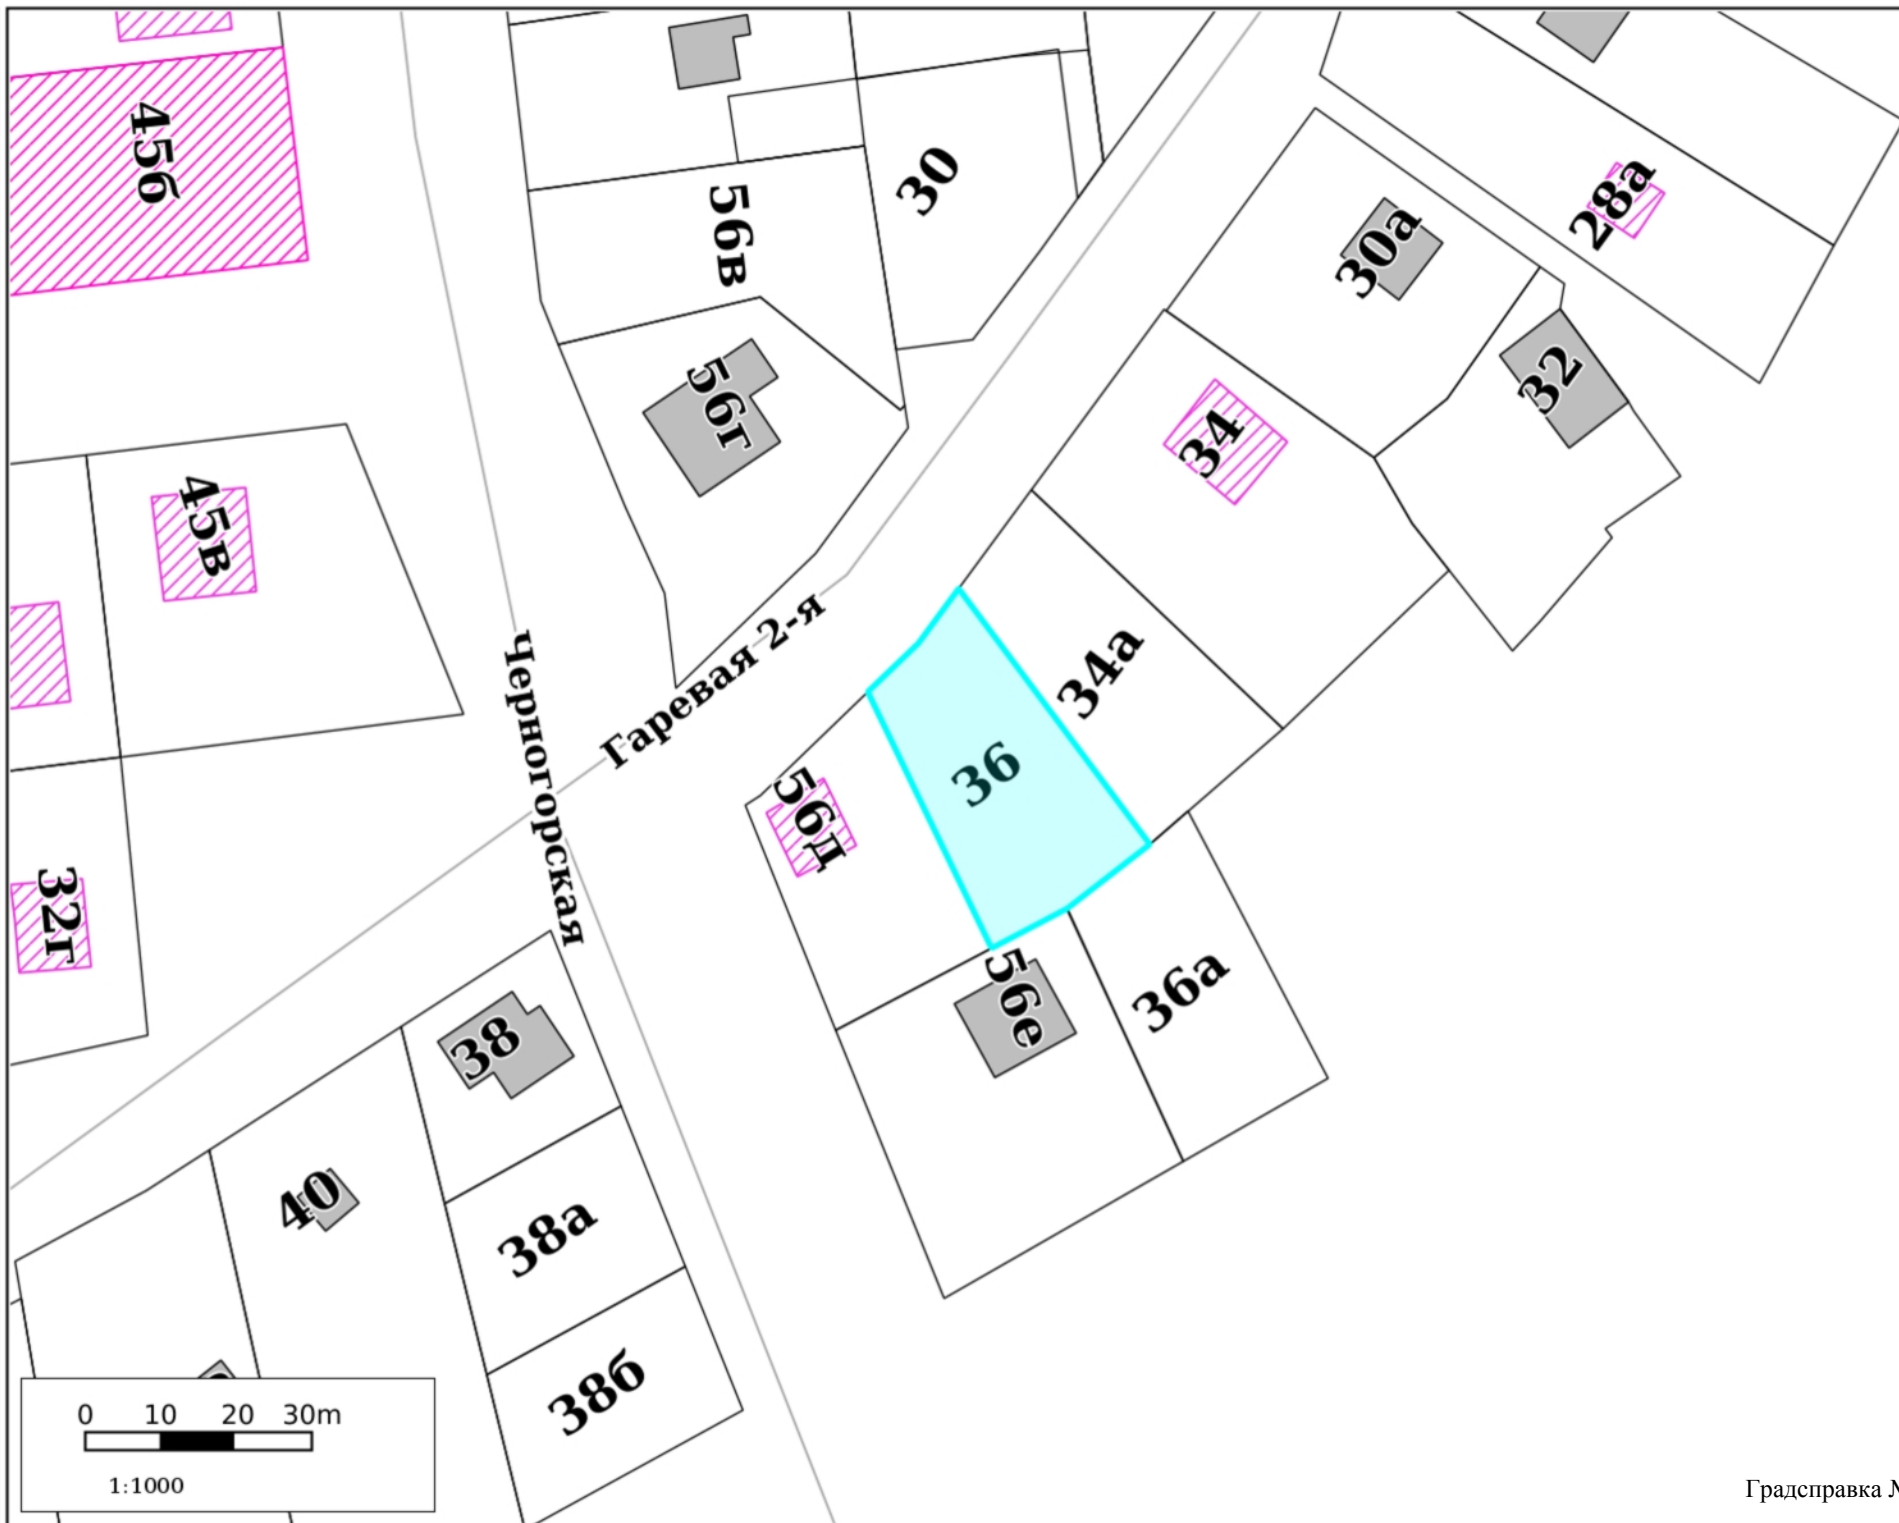 45б
56в
30
28а
30а
32
56г
34
45в
34а
Гаревая 2-я
Черногорская
36
56д
32г
56е
36а
38
40
38а
38б
0 10 20 30m
1:1000
Градсправка